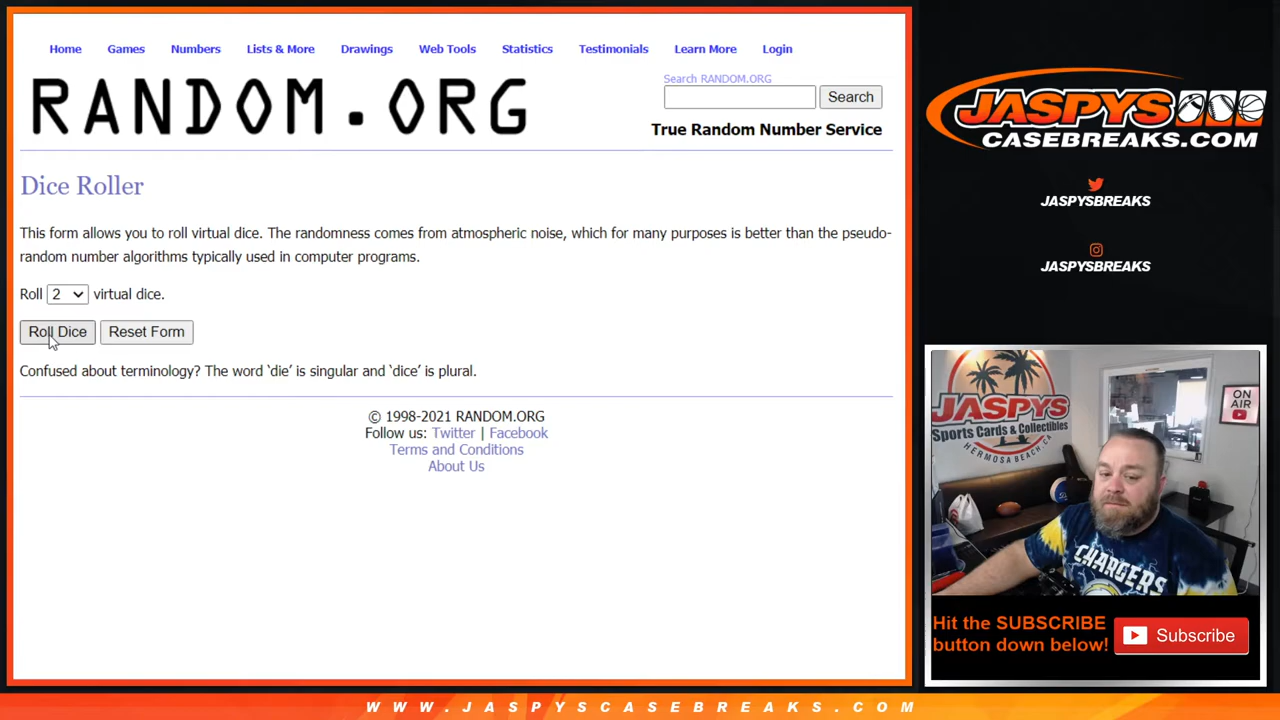 Home Games Numbers Lists & More Drawings Web Tools Statistics Testimonials Learn More Login
RANDOM.ORG
Search RANDOM.ORG
Search
True Random Number Service
Dice Roller
This form allows you to roll virtual dice. The randomness comes from atmospheric noise, which for many purposes is better than the pseudo-
random number algorithms typically used in computer programs.
Roll 2 virtual dice.
Roll Dice Reset Form
Confused about terminology? The word ‘die’ is singular and ‘dice’ is plural.
© 1998-2021 RANDOM.ORG
Follow us: Twitter | Facebook
Terms and Conditions
About Us
JASPYS
CASEBREAKS.COM
JASPYSBREAKS
JASPYSBREAKS
JASPYS
Sports Cards & Collectibles
HERMOSA BEACH, CA
ON
AIR
CHARGERS
Hit the SUBSCRIBE
button down below!
Subscribe
WWW.JASPYSCASEBREAKS.COM